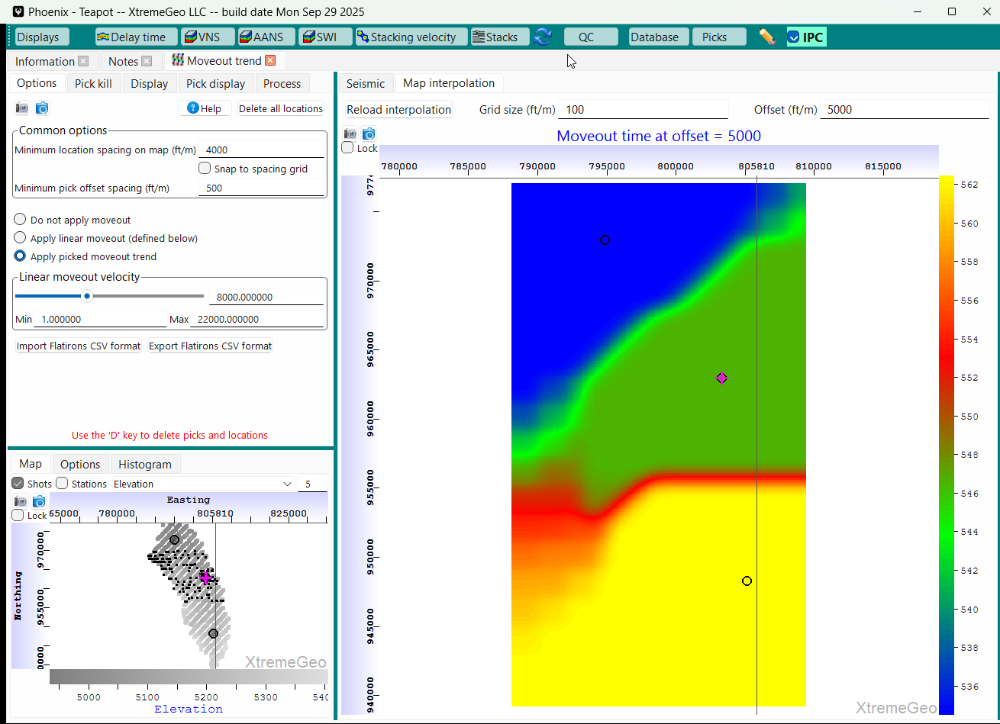 Phoenix - Teapot -- XtremeGeo LLC -- build date Mon Sep 29 2025
Displays Delay time VNS AANS SWI Stacking velocity Stacks QC Database Picks IPC
Information Notes Moveout trend
Options Pick kill Display Pick display Process
Help Delete all locations
Common options
Minimum location spacing on map (ft/m) 4000
Snap to spacing grid
Minimum pick offset spacing (ft/m) 500
Do not apply moveout
Apply linear moveout (defined below)
Apply picked moveout trend
Linear moveout velocity
8000.000000
Min 1.000000 Max 22000.000000
Import Flatirons CSV format Export Flatirons CSV format
Use the 'D' key to delete picks and locations
Map Options Histogram
Shots Stations Elevation 5
Easting
Lock 65000 780000 805810 825000
Northing
970000
955000
0000
XtremeGeo
5000 5100 5200 5300 540
Elevation
Seismic Map interpolation
Reload interpolation Grid size (ft/m) 100 Offset (ft/m) 5000
Moveout time at offset = 5000
Lock
780000 785000 790000 795000 800000 805810 810000 815000
977
970000
965000
960000
955000
950000
945000
940000
562
560
558
556
554
552
550
548
546
544
542
540
538
536
XtremeGeo